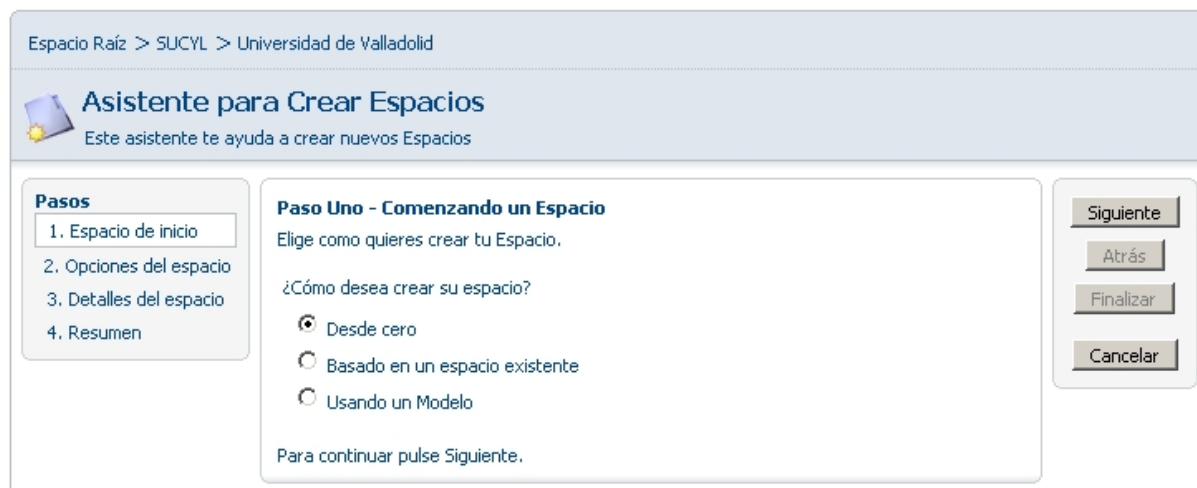 Espacio Raíz > SUCYL > Universidad de Valladolid
Asistente para Crear Espacios
Este asistente te ayuda a crear nuevos Espacios
Pasos
1. Espacio de inicio
2. Opciones del espacio
3. Detalles del espacio
4. Resumen
Paso Uno - Comenzando un Espacio
Elige como quieres crear tu Espacio.
¿Cómo desea crear su espacio?
Desde cero
Basado en un espacio existente
Usando un Modelo
Para continuar pulse Siguiente.
Siguiente
Atrás
Finalizar
Cancelar